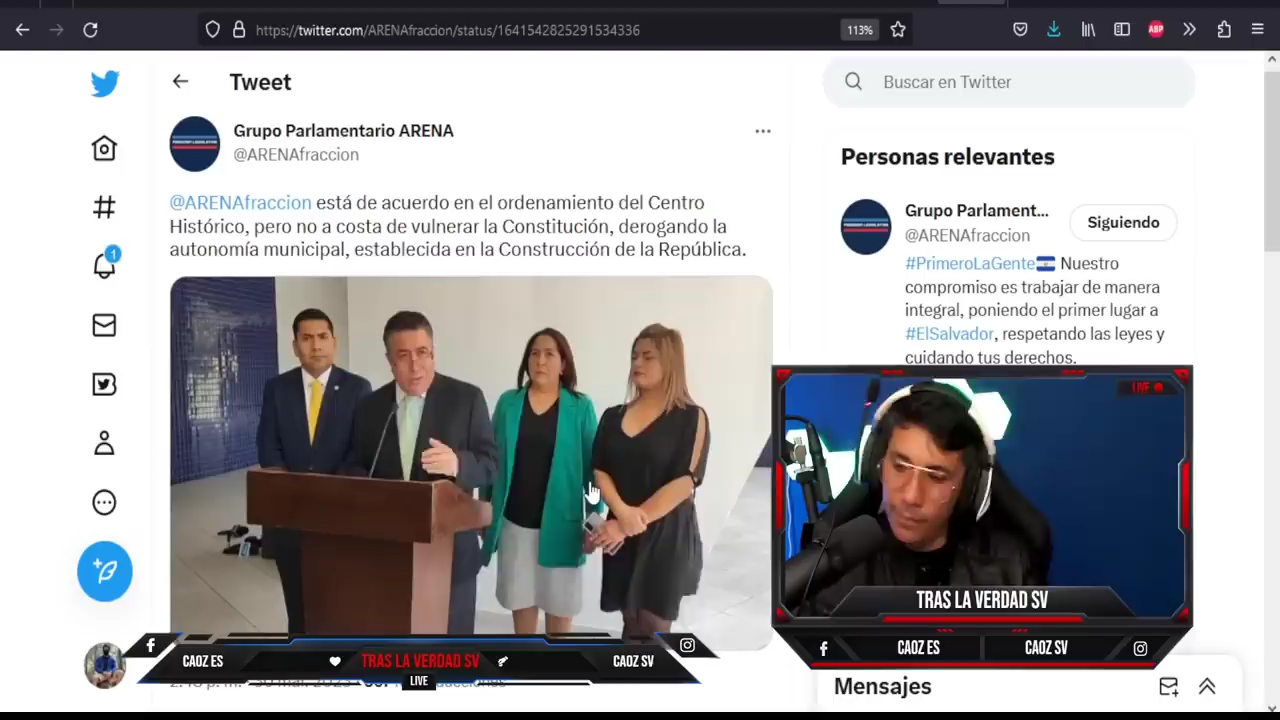 https://twitter.com/ARENAfraccion/status/1641542825291534336
113%
ABP
Tweet
Buscar en Twitter
Grupo Parlamentario ARENA
@ARENAfraccion
@ARENAfraccion está de acuerdo en el ordenamiento del Centro
Histórico, pero no a costa de vulnerar la Constitución, derogando la
autonomía municipal, establecida en la Construcción de la República.
1
Personas relevantes
Grupo Parlament...
@ARENAfraccion
Siguiendo
#PrimeroLaGente Nuestro
compromiso es trabajar de manera
integral, poniendo el primer lugar a
#ElSalvador, respetando las leyes y
cuidando tus derechos.
LIVE
TRAS LA VERDAD SV
CAOZ ES
CAOZ SV
CAOZ ES
TRAS LA VERDAD SV
CAOZ SV
LIVE
Mensajes